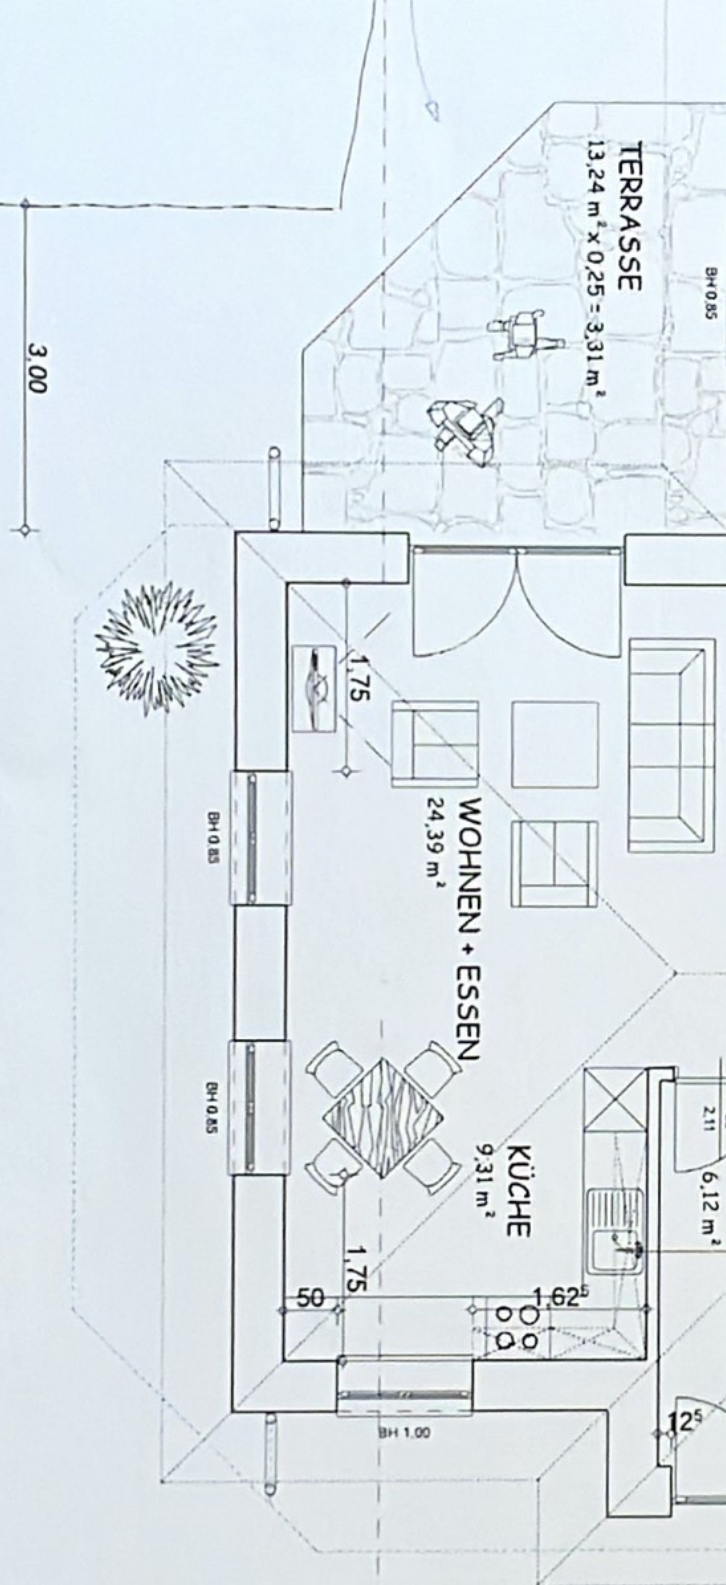 TERRASSE
13,24 m² x 0,25 = 3,31 m²
BH 0.85
3.00
1,75
WOHNEN + ESSEN
24,39 m²
BH 0.85
BH 0.85
KÜCHE
9,31 m²
2.11
6,12 m²
1,75
50
1,62⁵
BH 1.00
12⁵